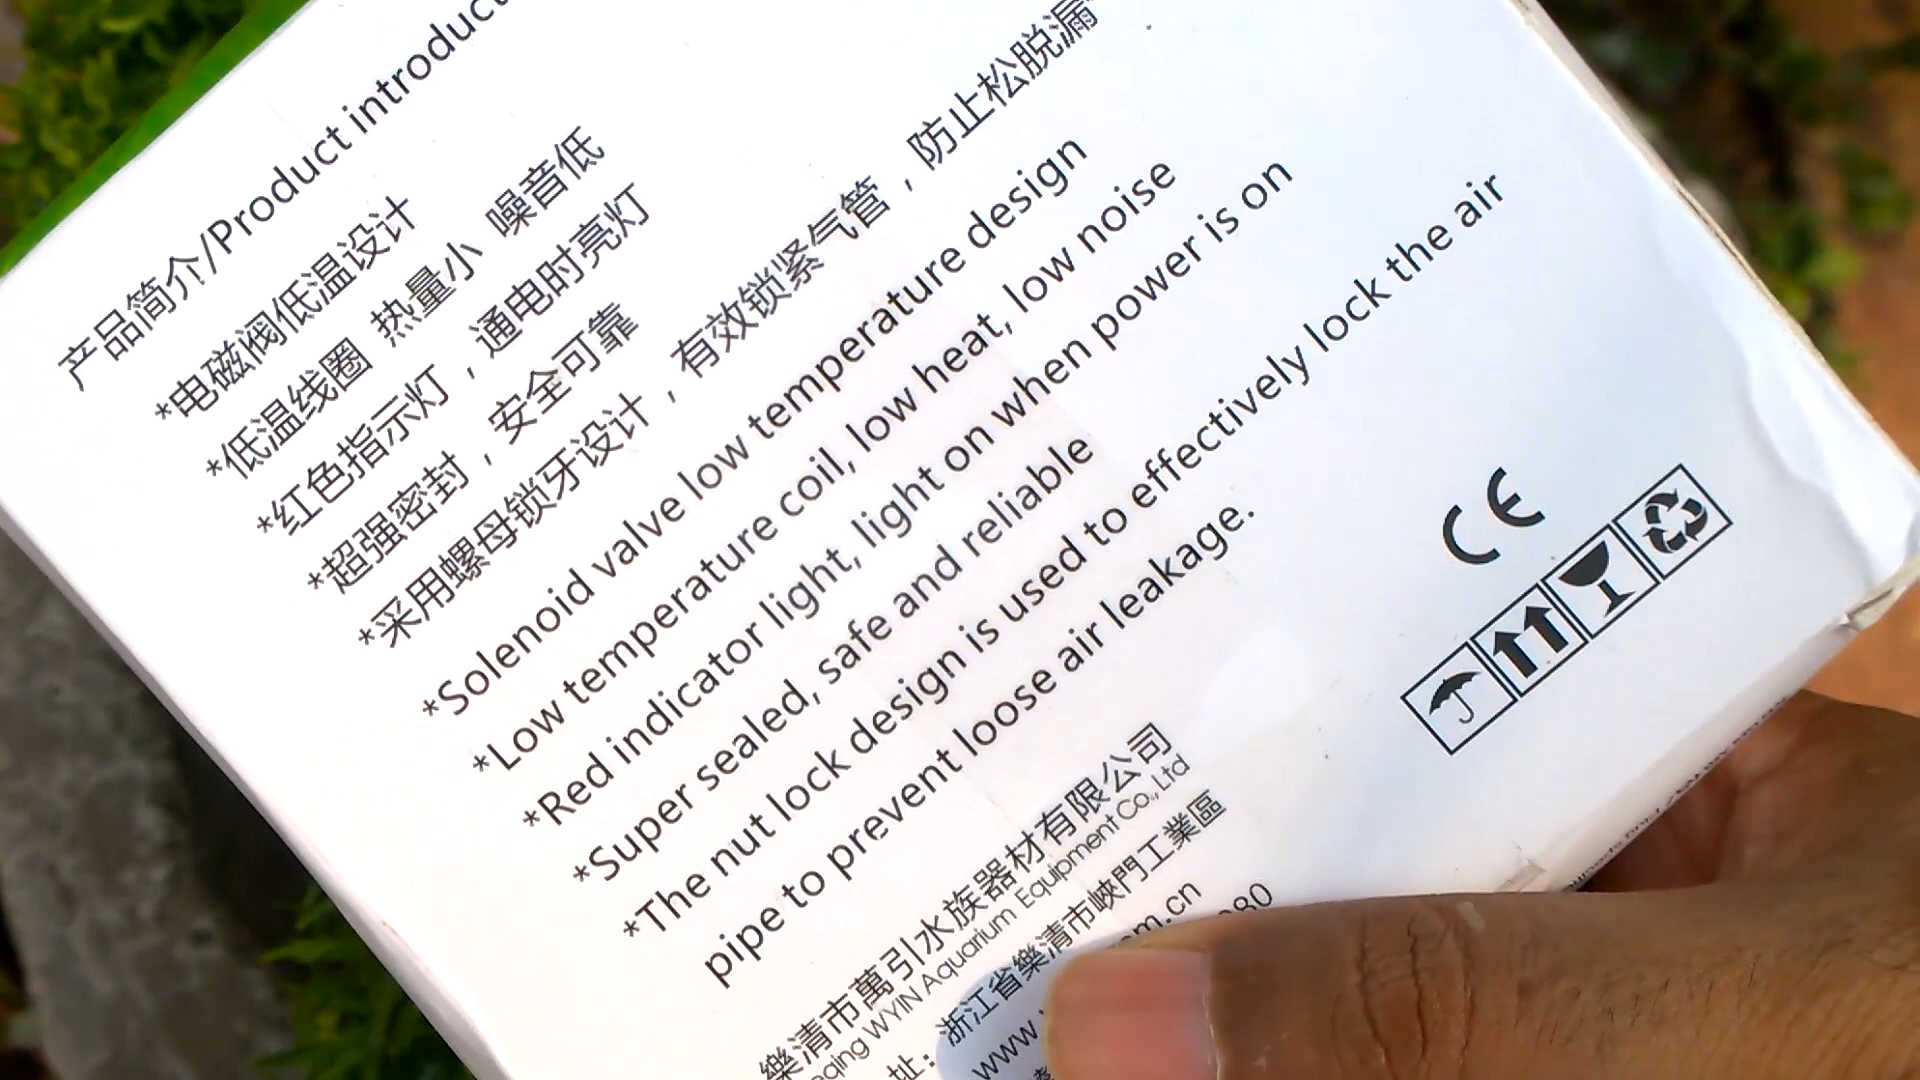 产品简介/Product introduct
*电磁阀低温设计
*低温线圈 热量小 噪音低
*红色指示灯，通电时亮灯
*超强密封，安全可靠
*采用螺母锁牙设计，有效锁紧气管，防止松脱漏
*Solenoid valve low temperature design
*Low temperature coil, low heat, low noise
*Red indicator light, light on when power is on
*Super sealed, safe and reliable
*The nut lock design is used to effectively lock the air
pipe to prevent loose air leakage.
CE
樂清市萬引水族器材有限公司
eqing WYIN Aquarium Equipment Co.,Ltd
址：浙江省樂清市峽門工業區
www. om.cn
080